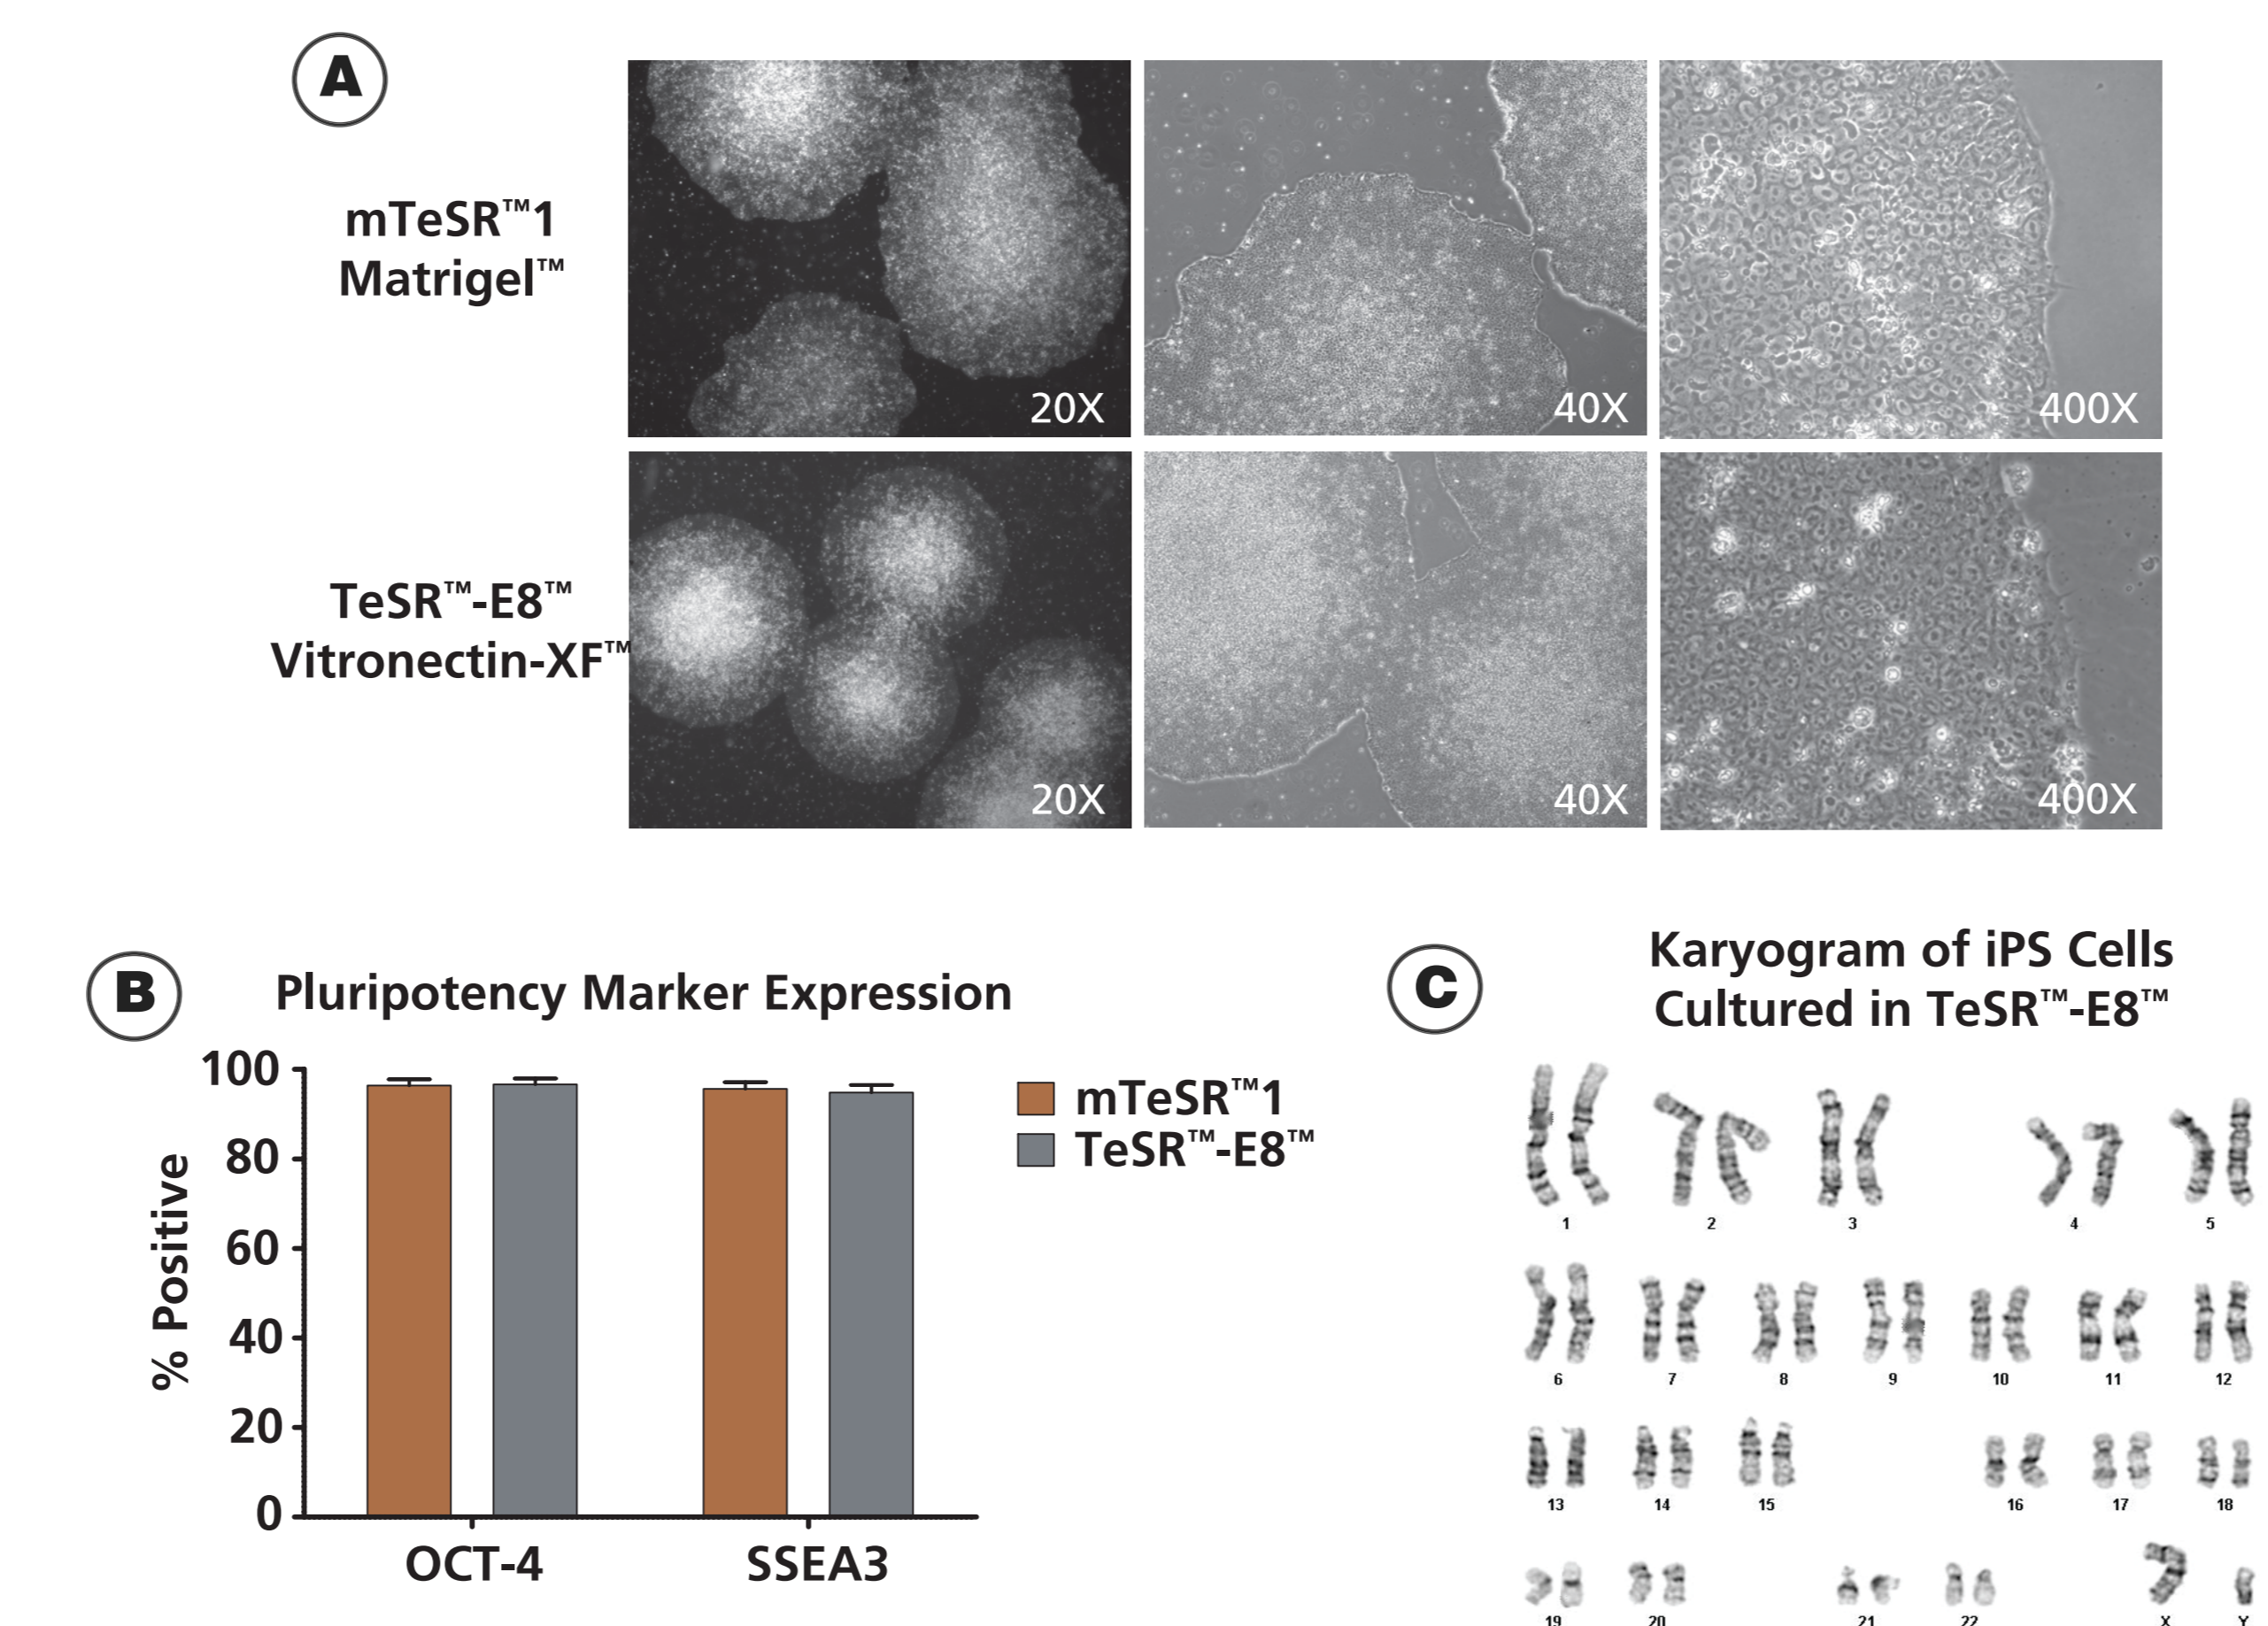 A
mTeSR™1
Matrigel™
20X
40X
400X
TeSR™-E8™
Vitronectin-XF™
20X
40X
400X
B
Pluripotency Marker Expression
100
80
60
40
20
0
% Positive
OCT-4
SSEA3
mTeSR™1
TeSR™-E8™
C
Karyogram of iPS Cells
Cultured in TeSR™-E8™
1 2 3 4 5
6 7 8 9 10 11 12
13 14 15 16 17 18
19 20 21 22 X Y